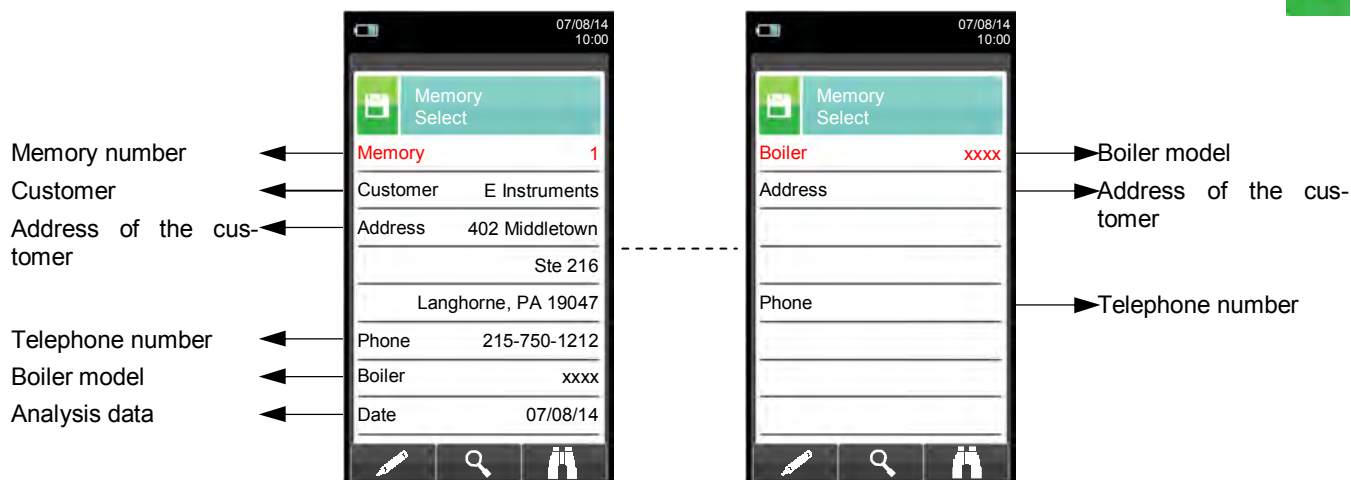 07/08/14
10:00
Memory
Select
Memory number
Memory 1
Customer
Customer E Instruments
Address of the cus-
tomer
Address 402 Middletown
Ste 216
Langhorne, PA 19047
Telephone number
Phone 215-750-1212
Boiler model
Boiler xxxx
Analysis data
Date 07/08/14
07/08/14
10:00
Memory
Select
Boiler xxxx
Boiler model
Address
Address of the cus-
tomer
Phone
Telephone number